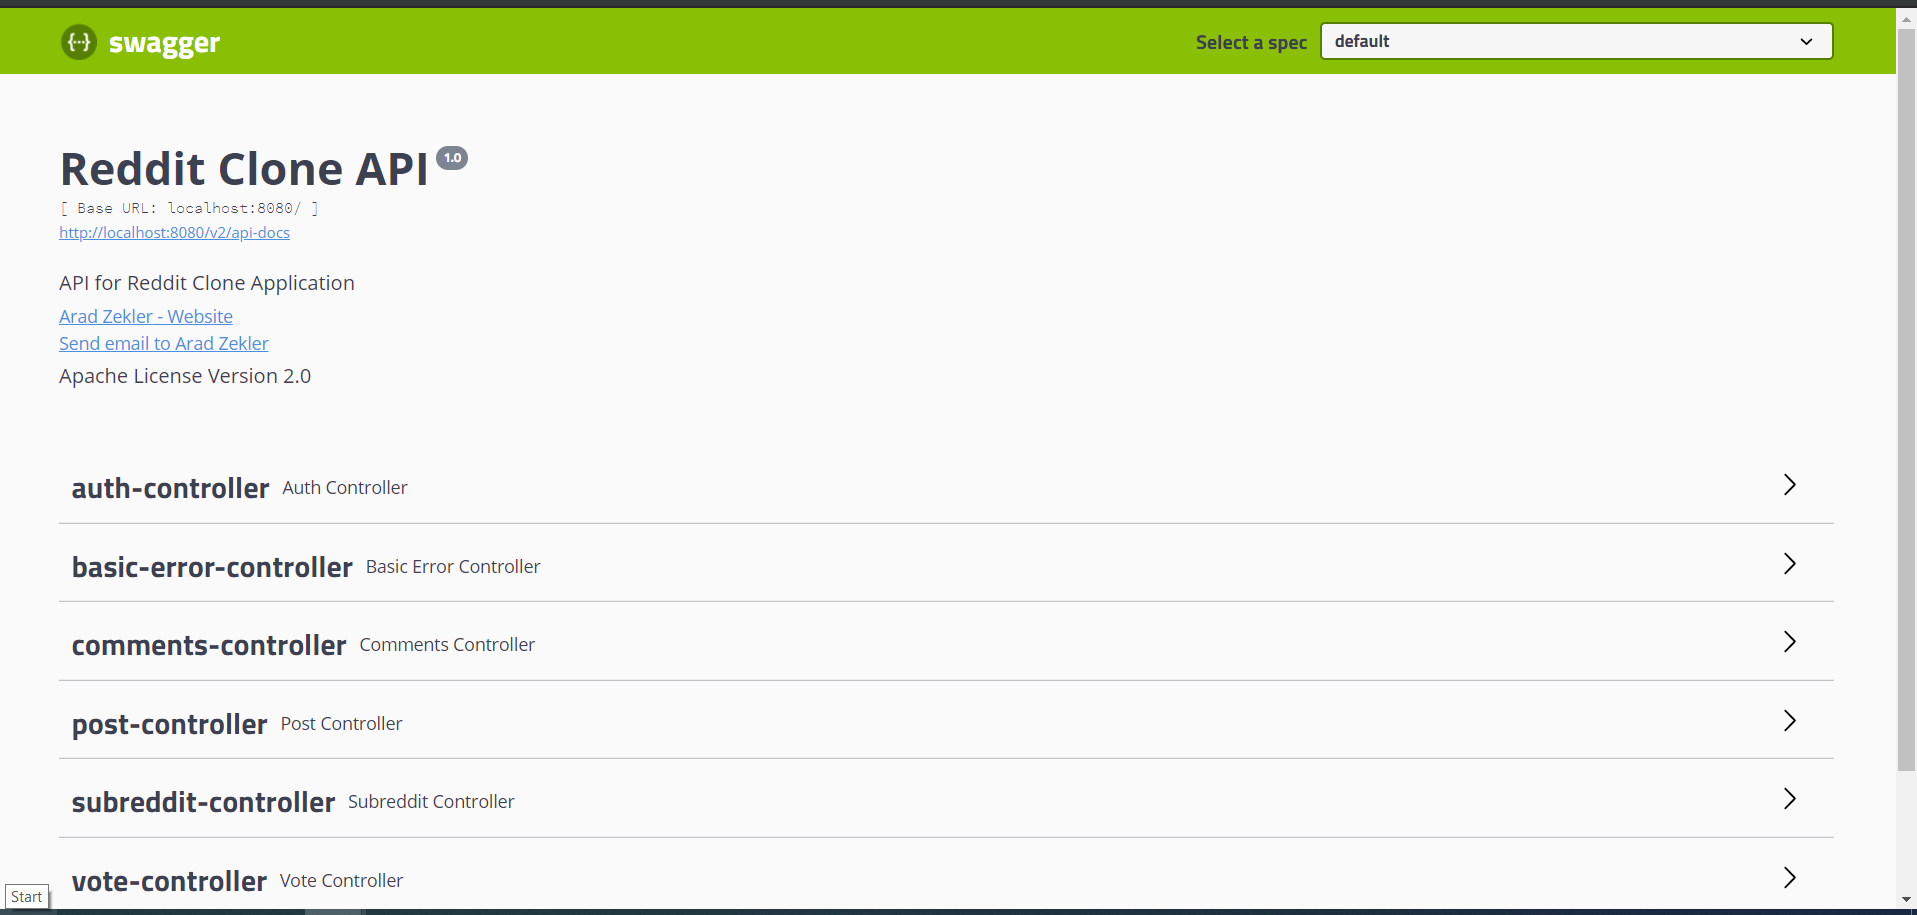 {···} swagger
Select a spec default
Reddit Clone API 1.0
[ Base URL: localhost:8080/ ]
http://localhost:8080/v2/api-docs
API for Reddit Clone Application
Arad Zekler - Website
Send email to Arad Zekler
Apache License Version 2.0
auth-controller Auth Controller
basic-error-controller Basic Error Controller
comments-controller Comments Controller
post-controller Post Controller
subreddit-controller Subreddit Controller
vote-controller Vote Controller
Start